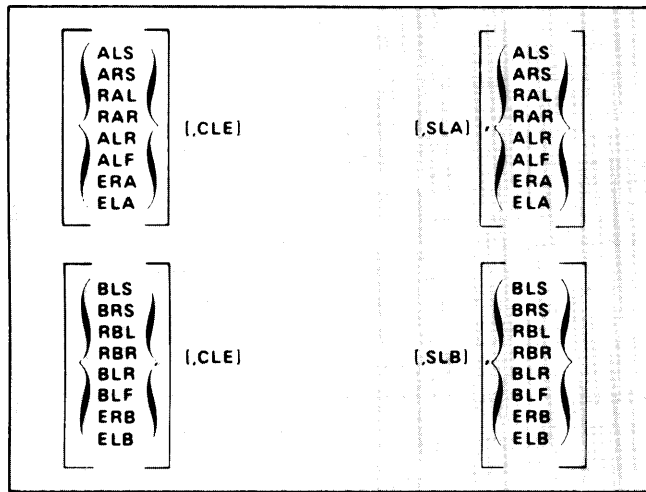 ALS
ARS
RAL
RAR
ALR
ALF
ERA
ELA
[,CLE]
[,SLA]
,
ALS
ARS
RAL
RAR
ALR
ALF
ERA
ELA
BLS
BRS
RBL
RBR
BLR
BLF
ERB
ELB
,
[,CLE]
[,SLB]
,
BLS
BRS
RBL
RBR
BLR
BLF
ERB
ELB